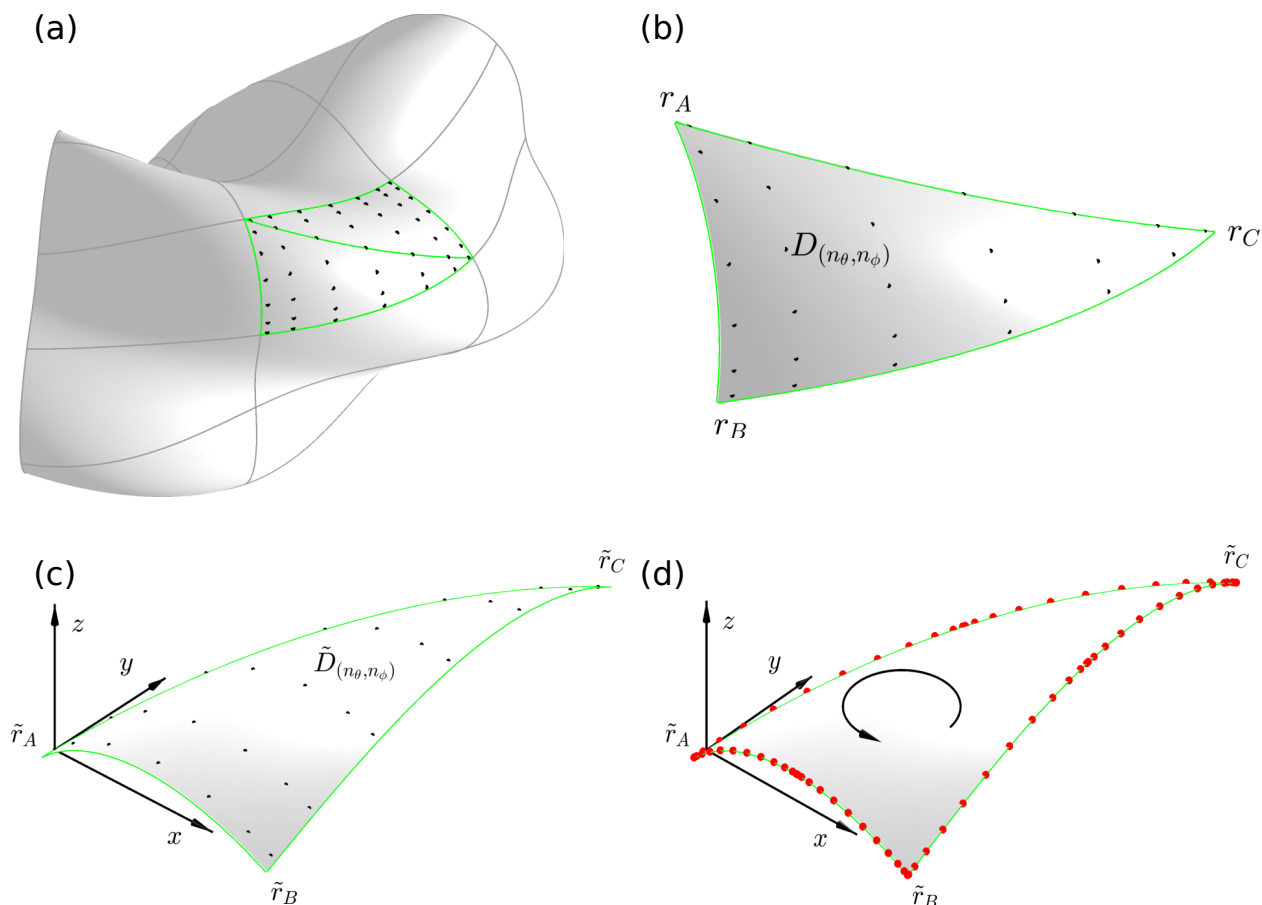 (a)
(b)
r_A
D_{(n_θ,n_ϕ)}
r_C
r_B
(c)
(d)
r̃_C
r̃_C
z
z
y
y
D̃_{(n_θ,n_ϕ)}
r̃_A
r̃_A
x
x
r̃_B
r̃_B